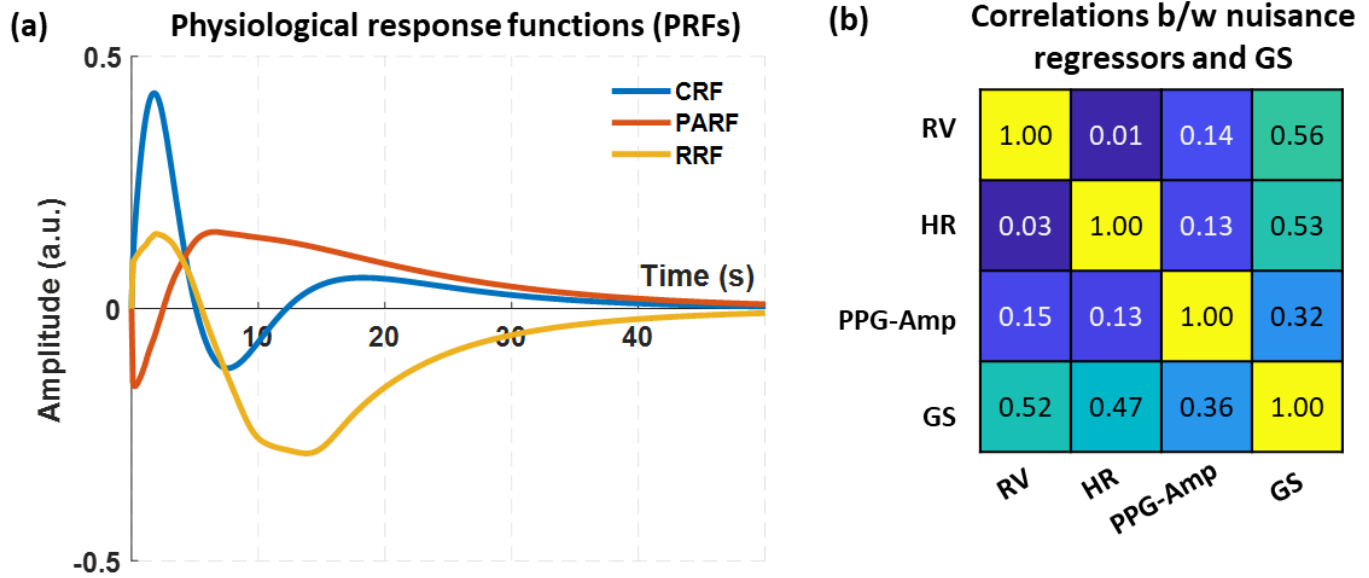 (a) Physiological response functions (PRFs)
0.5
CRF
PARF
RRF
Amplitude (a.u.)
Time (s)
0
10 20 30 40
-0.5
(b) Correlations b/w nuisance
regressors and GS
RV 1.00 0.01 0.14 0.56
HR 0.03 1.00 0.13 0.53
PPG-Amp 0.15 0.13 1.00 0.32
GS 0.52 0.47 0.36 1.00
RV HR PPG-Amp GS